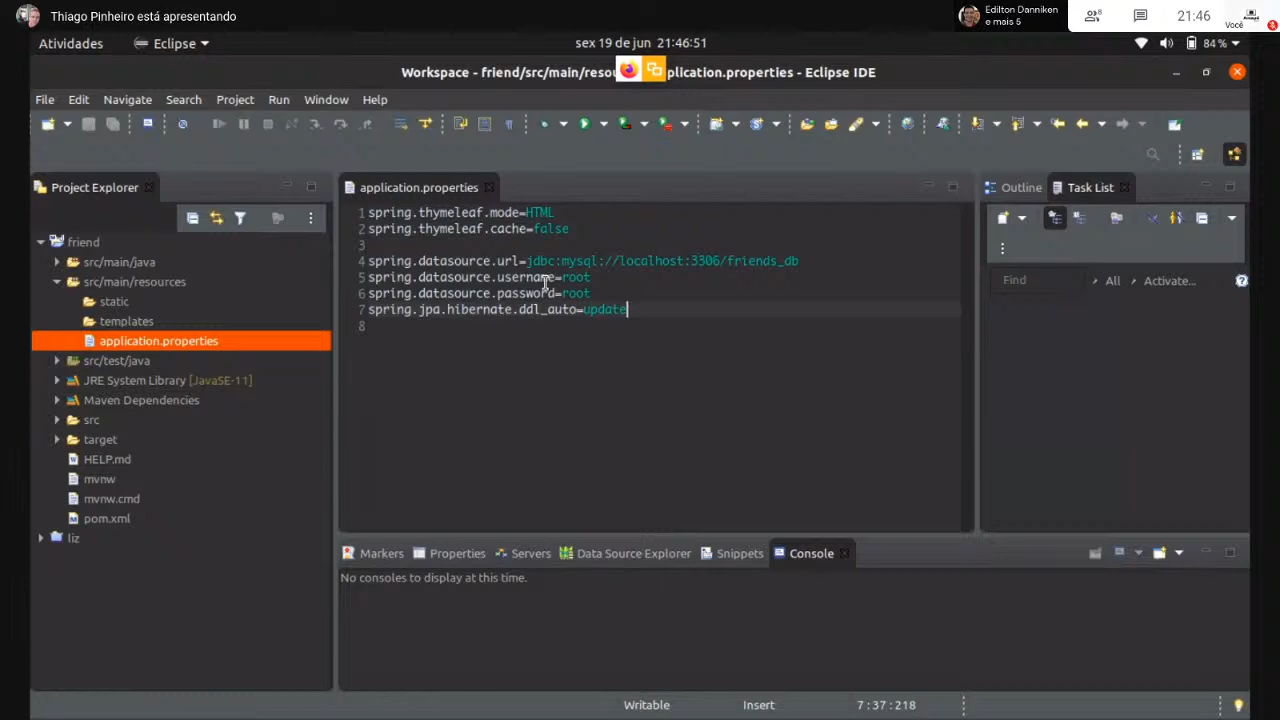 Thiago Pinheiro está apresentando
Edilton Danniken
e mais 5
8
21:46
Você
Atividades
Eclipse
sex 19 de jun 21:46:51
84 %
Workspace - friend/src/main/resou
plication.properties - Eclipse IDE
File Edit Navigate Search Project Run Window Help
Project Explorer
application.properties
Outline
Task List
friend
src/main/java
src/main/resources
static
templates
application.properties
src/test/java
JRE System Library [JavaSE-11]
Maven Dependencies
src
target
HELP.md
mvnw
mvnw.cmd
pom.xml
liz
1 spring.thymeleaf.mode=HTML
2 spring.thymeleaf.cache=false
3
4 spring.datasource.url=jdbc:mysql://localhost:3306/friends_db
5 spring.datasource.username=root
6 spring.datasource.password=root
7 spring.jpa.hibernate.ddl_auto=update
8
Find
All
Activate...
Markers Properties Servers Data Source Explorer Snippets Console
No consoles to display at this time.
Writable
Insert
7 : 37 : 218